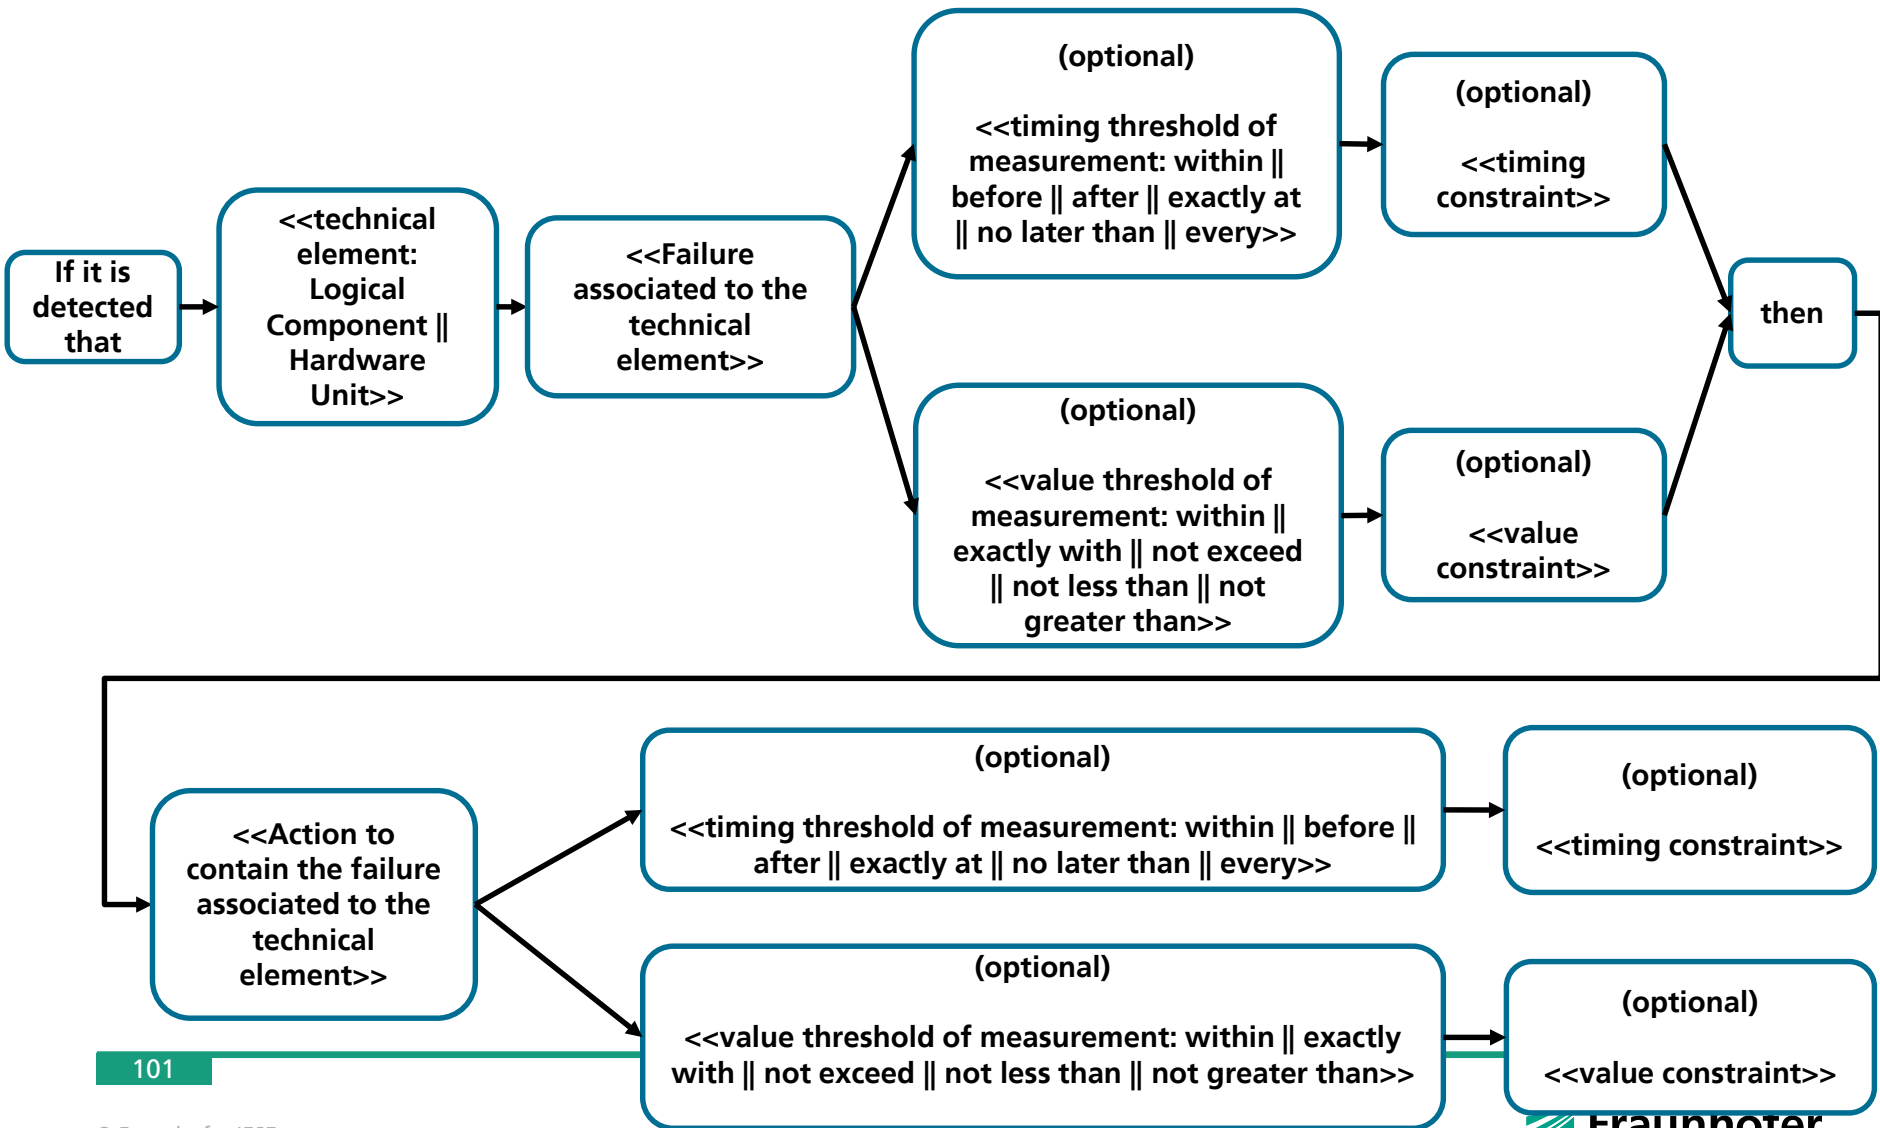 If it is
detected
that
<<technical
element:
Logical
Component ||
Hardware
Unit>>
<<Failure
associated to the
technical
element>>
(optional)
<<timing threshold of
measurement: within ||
before || after || exactly at
|| no later than || every>>
(optional)
<<timing
constraint>>
(optional)
<<value threshold of
measurement: within ||
exactly with || not exceed
|| not less than || not
greater than>>
(optional)
<<value
constraint>>
then
<<Action to
contain the failure
associated to the
technical
element>>
(optional)
<<timing threshold of measurement: within || before ||
after || exactly at || no later than || every>>
(optional)
<<timing constraint>>
(optional)
<<value threshold of measurement: within || exactly
with || not exceed || not less than || not greater than>>
(optional)
<<value constraint>>
101
Fraunhofer